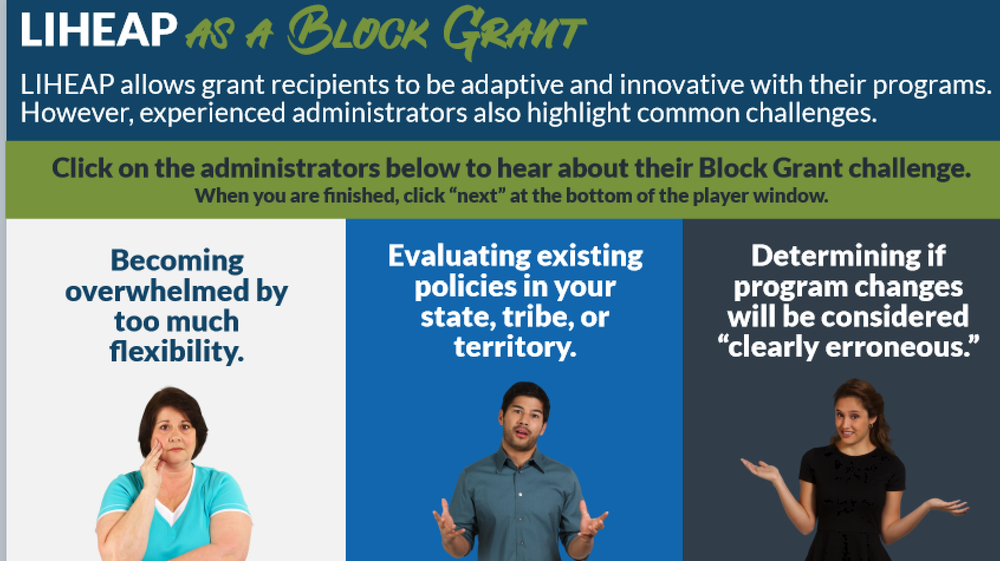 LIHEAP AS A BLOCK GRANT
LIHEAP allows grant recipients to be adaptive and innovative with their programs.
However, experienced administrators also highlight common challenges.
Click on the administrators below to hear about their Block Grant challenge.
When you are finished, click “next” at the bottom of the player window.
Becoming
overwhelmed by
too much
flexibility.
Evaluating existing
policies in your
state, tribe, or
territory.
Determining if
program changes
will be considered
“clearly erroneous.”